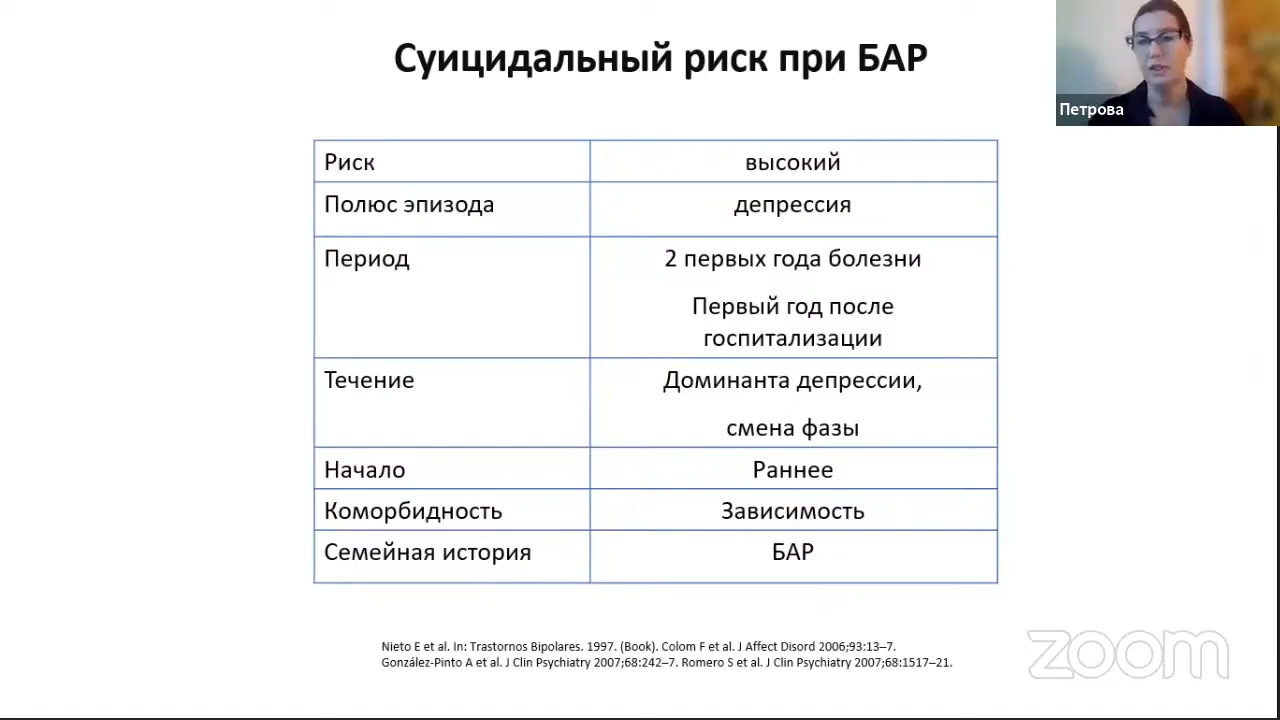 Суицидальный риск при БАР
Петрова
Риск
высокий
Полюс эпизода
депрессия
Период
2 первых года болезни
Первый год после
госпитализации
Течение
Доминанта депрессии,
смена фазы
Начало
Раннее
Коморбидность
Зависимость
Семейная история
БАР
Nieto E et al. In: Trastornos Bipolares. 1997. (Book). Colom F et al. J Affect Disord 2006;93:13–7.
González-Pinto A et al. J Clin Psychiatry 2007;68:242–7. Romero S et al. J Clin Psychiatry 2007;68:1517–21.
zoom